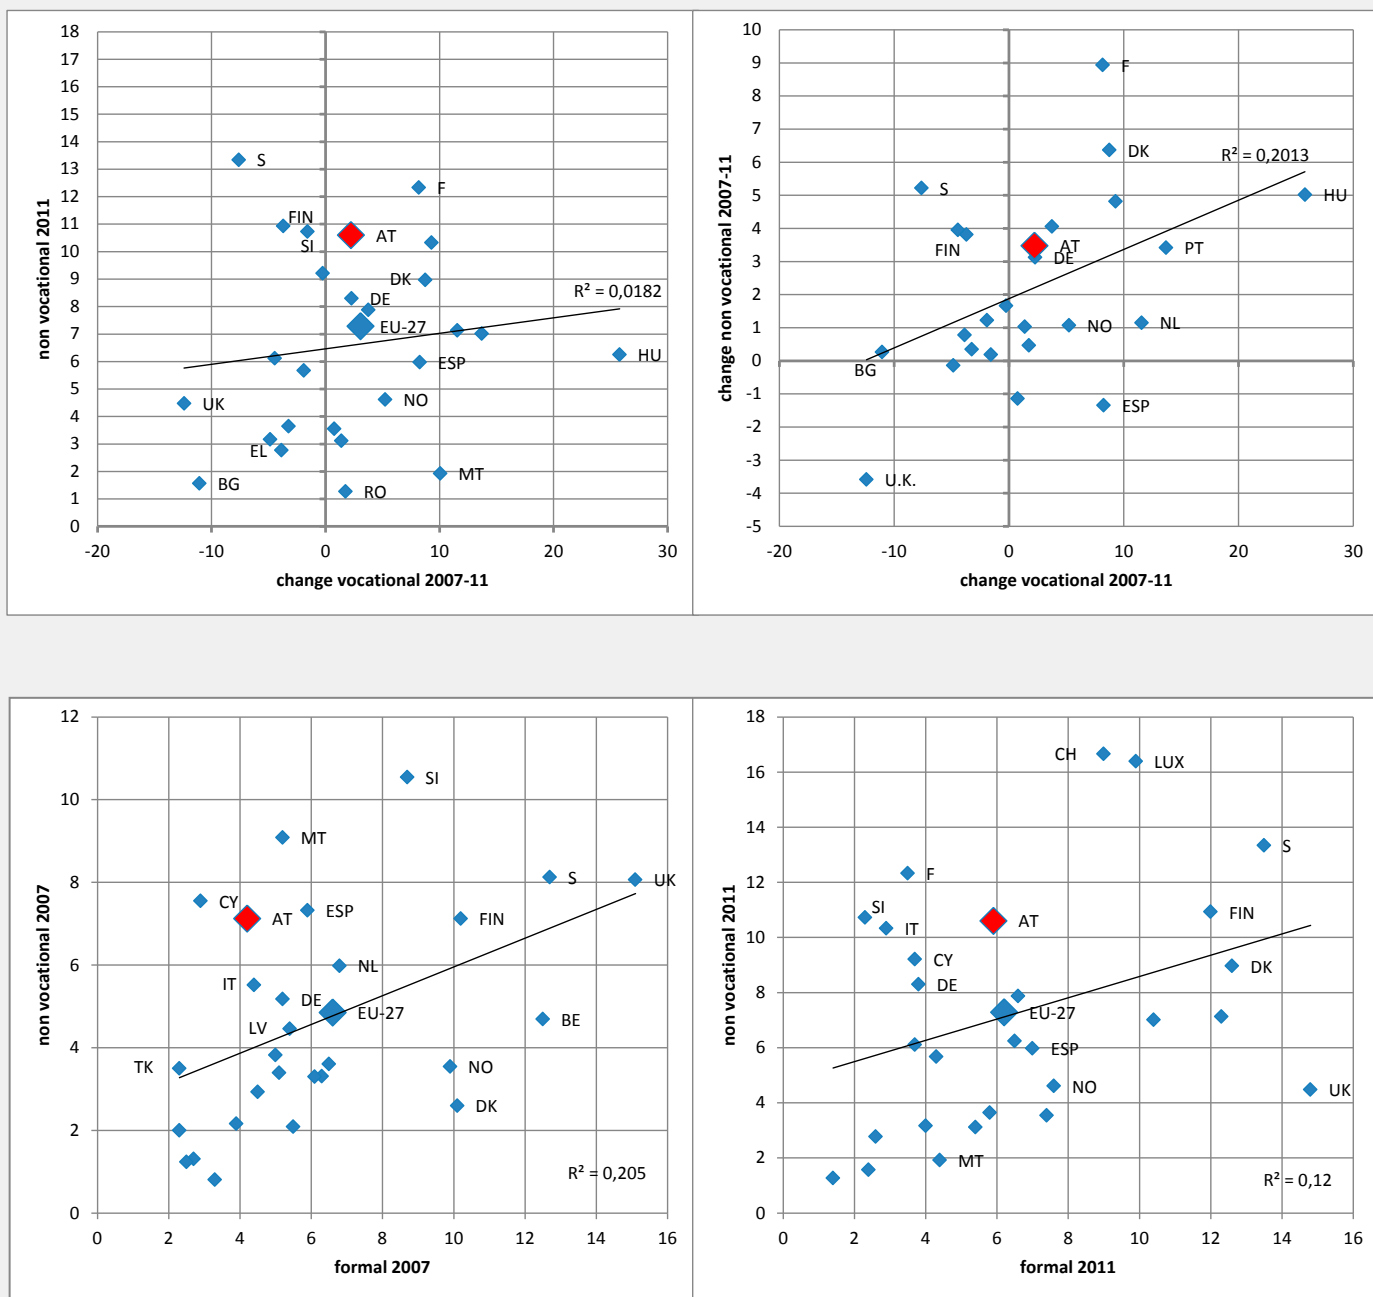 18
17
16
15
14
13
12
11
10
9
8
7
6
5
4
3
2
1
0
-20
-10
0
10
20
30
non vocational 2011
change vocational 2007-11
S
F
FIN
SI
AT
DK
DE
R² = 0,0182
EU-27
ESP
HU
UK
NO
EL
BG
MT
RO
10
9
8
7
6
5
4
3
2
1
0
-1
-2
-3
-4
-5
-20
-10
0
10
20
30
change non vocational 2007-11
change vocational 2007-11
F
DK
R² = 0,2013
S
HU
FIN
AT
DE
PT
NO
NL
BG
ESP
U.K.
12
10
8
6
4
2
0
0
2
4
6
8
10
12
14
16
non vocational 2007
formal 2007
SI
MT
S
UK
CY
AT
ESP
FIN
NL
IT
DE
EU-27
BE
LV
TK
NO
DK
R² = 0,205
18
16
14
12
10
8
6
4
2
0
0
2
4
6
8
10
12
14
16
non vocational 2011
formal 2011
CH
LUX
S
F
SI
IT
AT
FIN
CY
DK
DE
EU-27
ESP
NO
UK
MT
R² = 0,12